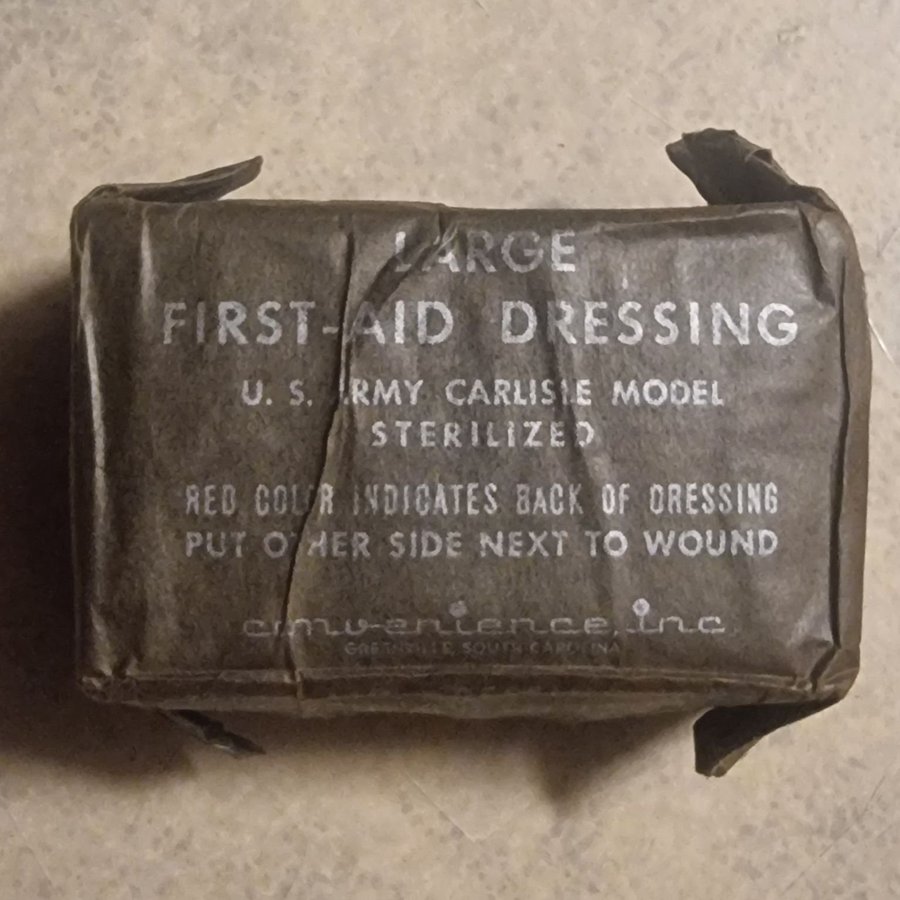 LARGE
FIRST-AID DRESSING
U. S. ARMY CARLISLE MODEL
STERILIZED
RED COLOR INDICATES BACK OF DRESSING
PUT OTHER SIDE NEXT TO WOUND
convenience, inc.
GREENVILLE, SOUTH CAROLINA